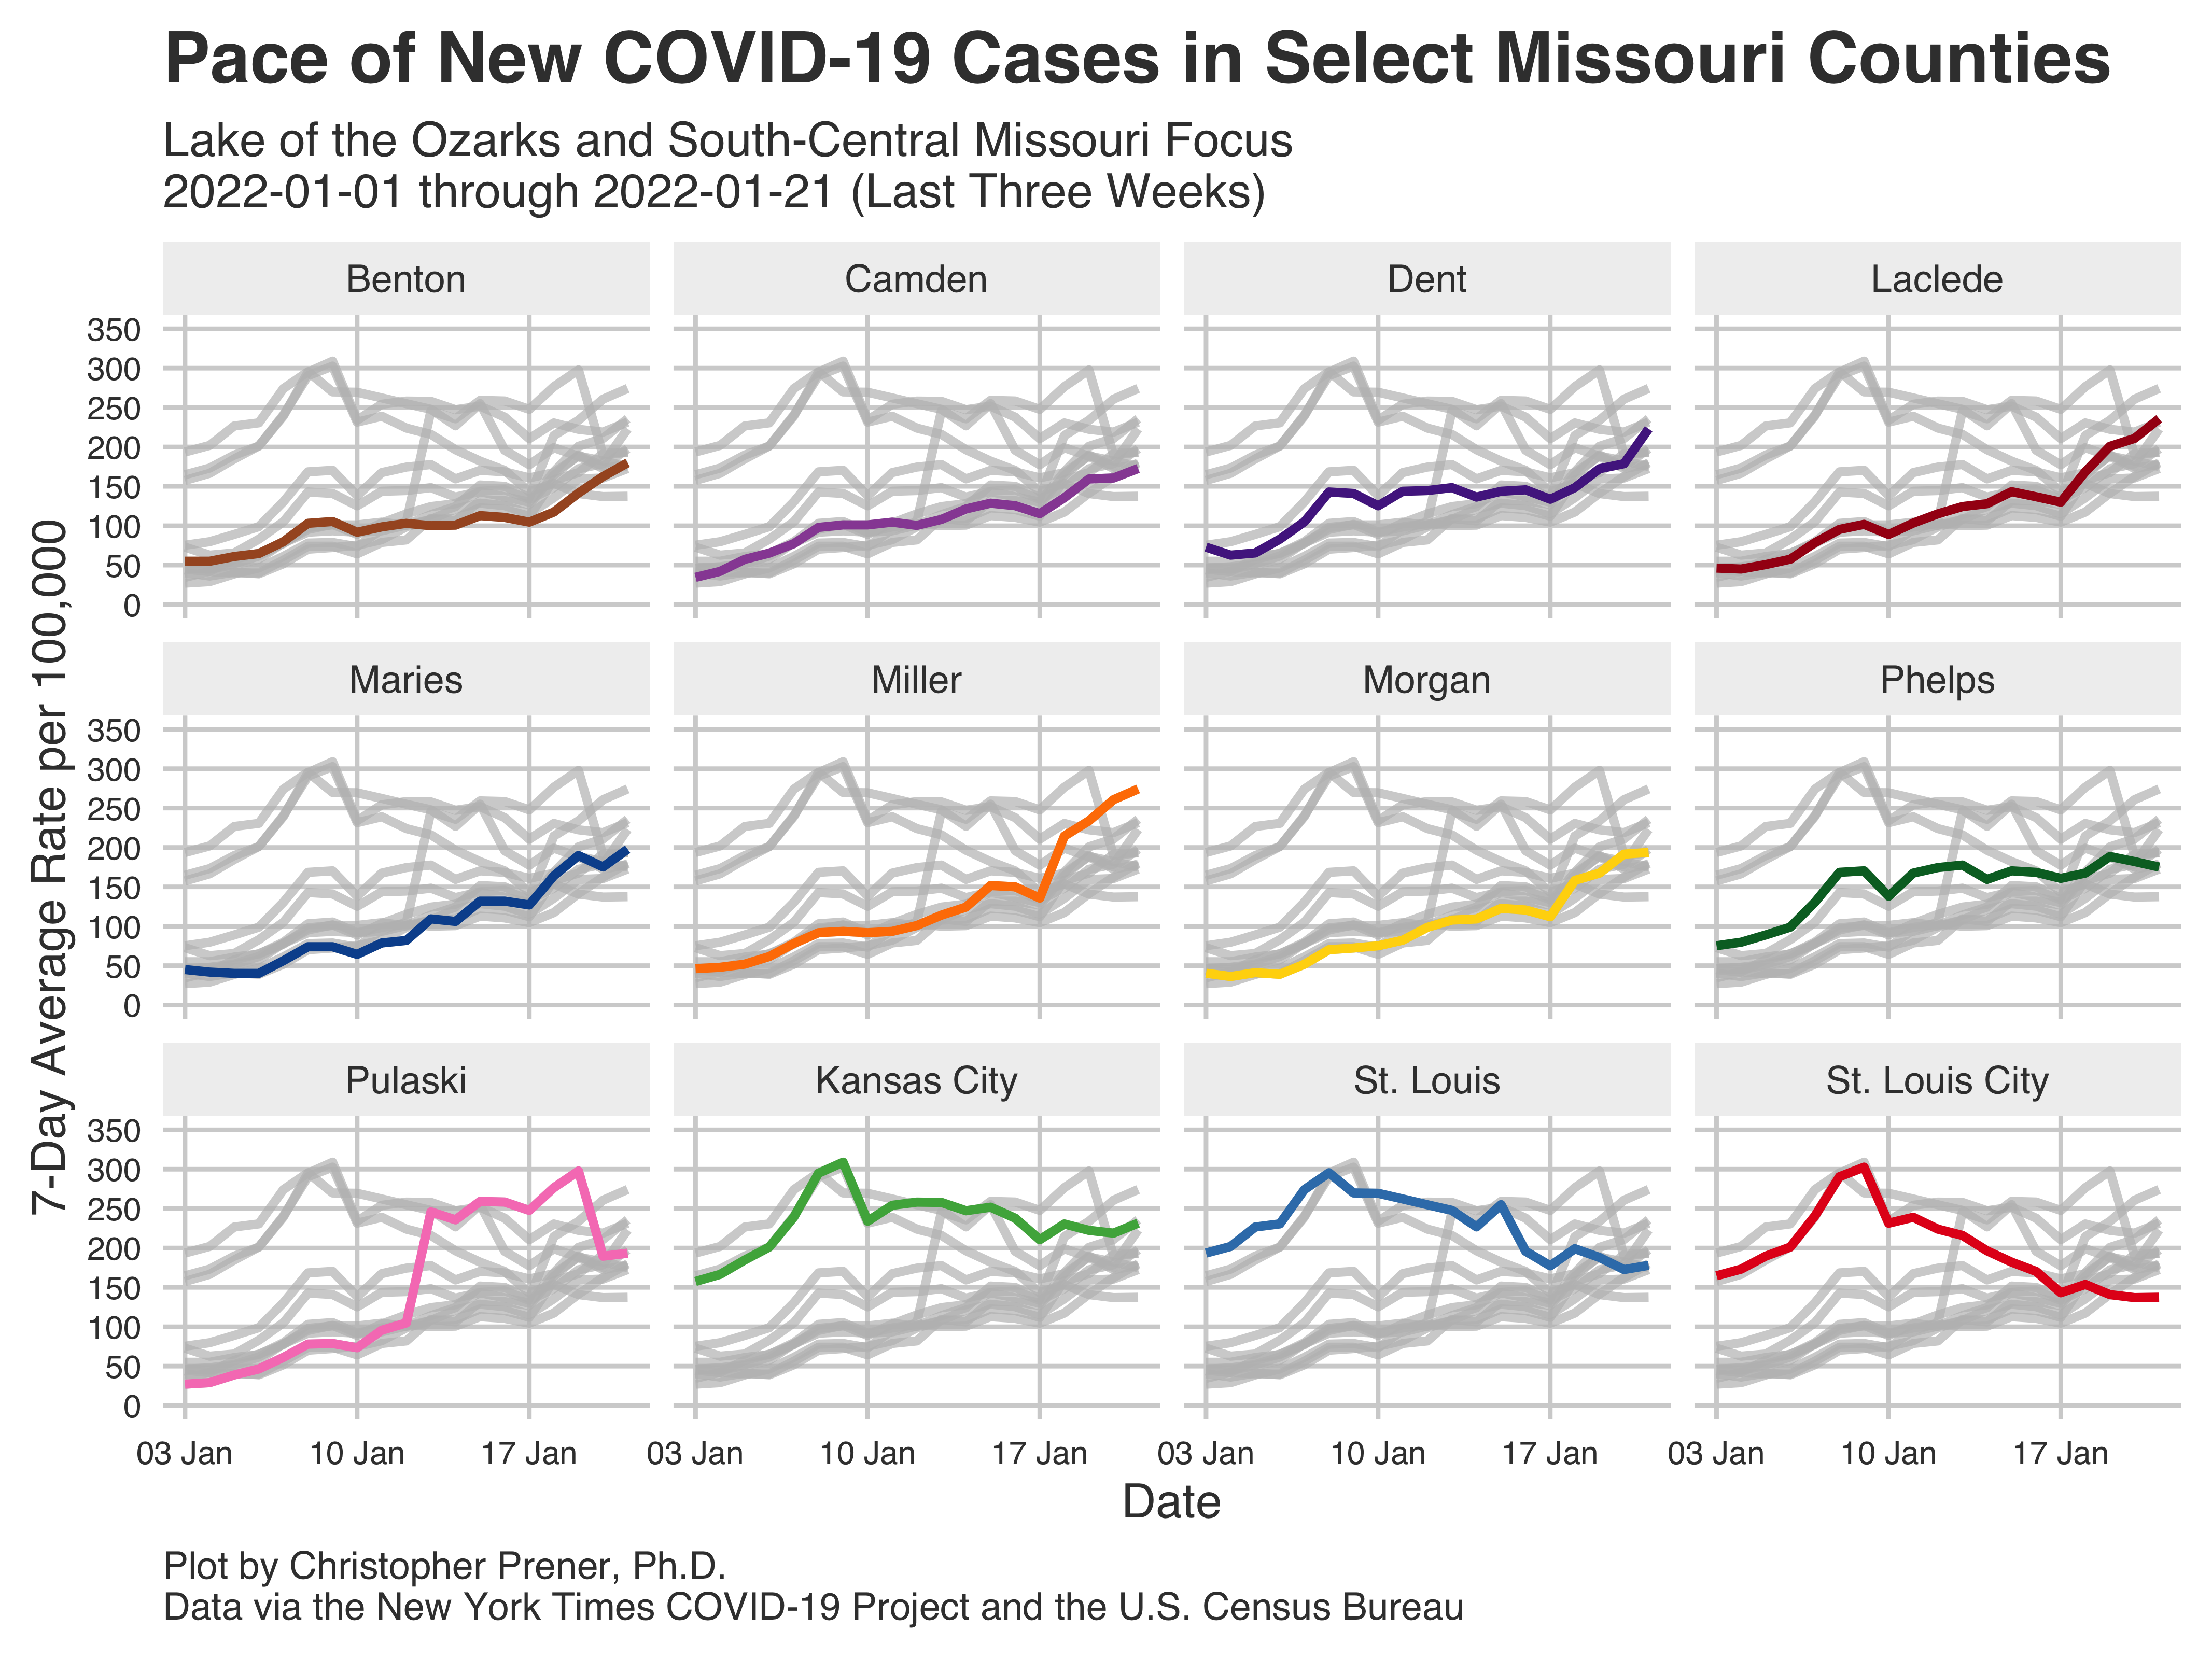 Pace of New COVID-19 Cases in Select Missouri Counties
Lake of the Ozarks and South-Central Missouri Focus
2022-01-01 through 2022-01-21 (Last Three Weeks)
7-Day Average Rate per 100,000
Benton
Camden
Dent
Laclede
350
300
250
200
150
100
50
0
Maries
Miller
Morgan
Phelps
350
300
250
200
150
100
50
0
Pulaski
Kansas City
St. Louis
St. Louis City
350
300
250
200
150
100
50
0
03 Jan 10 Jan 17 Jan 03 Jan 10 Jan 17 Jan 03 Jan 10 Jan 17 Jan 03 Jan 10 Jan 17 Jan
Date
Plot by Christopher Prener, Ph.D.
Data via the New York Times COVID-19 Project and the U.S. Census Bureau